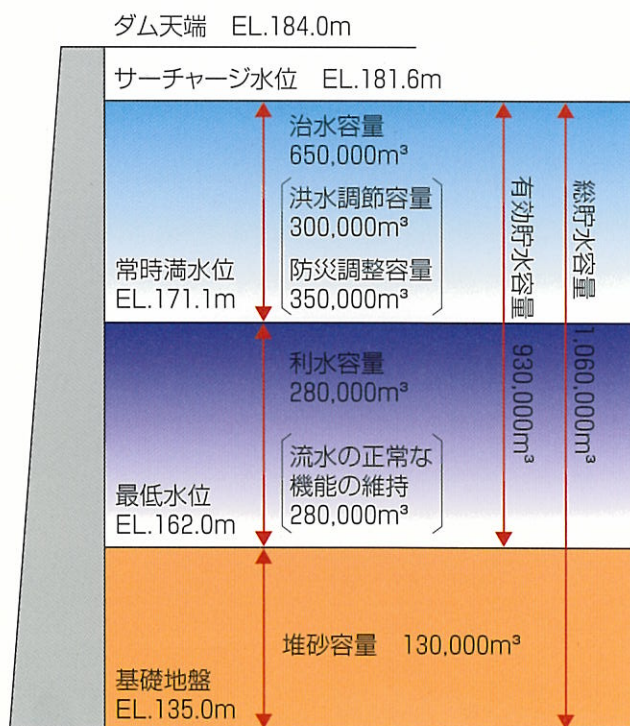 ダム天端 EL.184.0m
サーチャージ水位 EL.181.6m
治水容量
650,000m³
洪水調節容量
300,000m³
防災調整容量
350,000m³
常時満水位
EL.171.1m
有効貯水容量 930,000m³
総貯水容量 1,060,000m³
利水容量
280,000m³
流水の正常な
機能の維持
280,000m³
最低水位
EL.162.0m
堆砂容量 130,000m³
基礎地盤
EL.135.0m